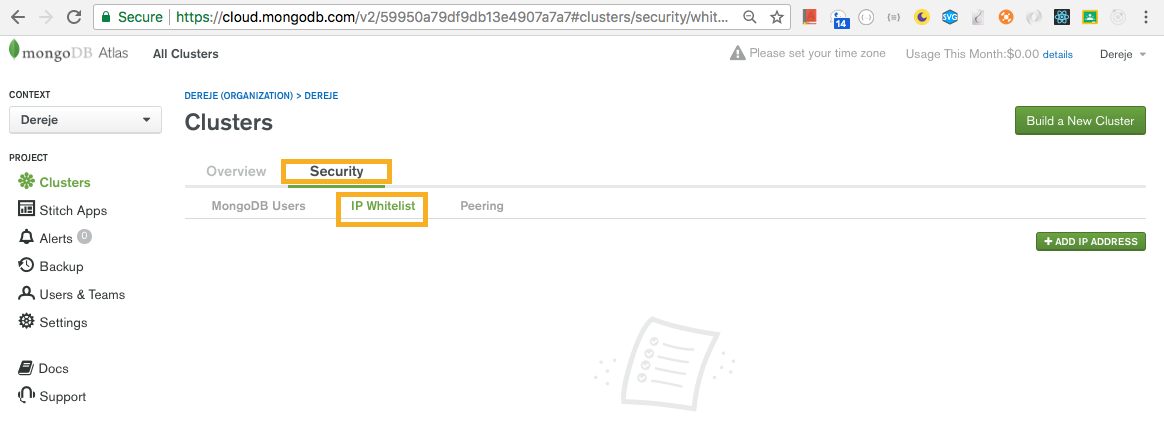 Secure https://cloud.mongodb.com/v2/59950a79df9db13e4907a7a7#clusters/security/whit...
14
mongoDB Atlas All Clusters Please set your time zone Usage This Month:$0.00 details Dereje
CONTEXT
Dereje
PROJECT
Clusters
Stitch Apps
Alerts 0
Backup
Users & Teams
Settings
Docs
Support
DEREJE (ORGANIZATION) > DEREJE
Clusters
Build a New Cluster
Overview Security
MongoDB Users IP Whitelist Peering
+ ADD IP ADDRESS